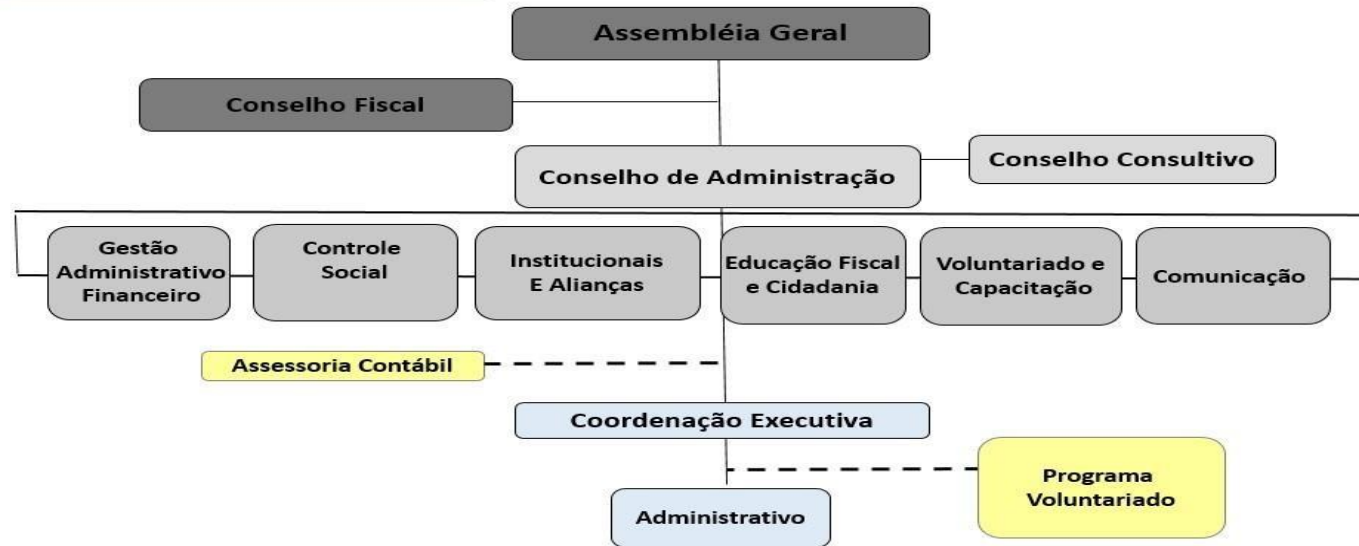 Assembléia Geral
Conselho Fiscal
Conselho Consultivo
Conselho de Administração
Gestão
Administrativo
Financeiro
Controle
Social
Institucionais
E Alianças
Educação Fiscal
e Cidadania
Voluntariado e
Capacitação
Comunicação
Assessoria Contábil
Coordenação Executiva
Programa
Voluntariado
Administrativo